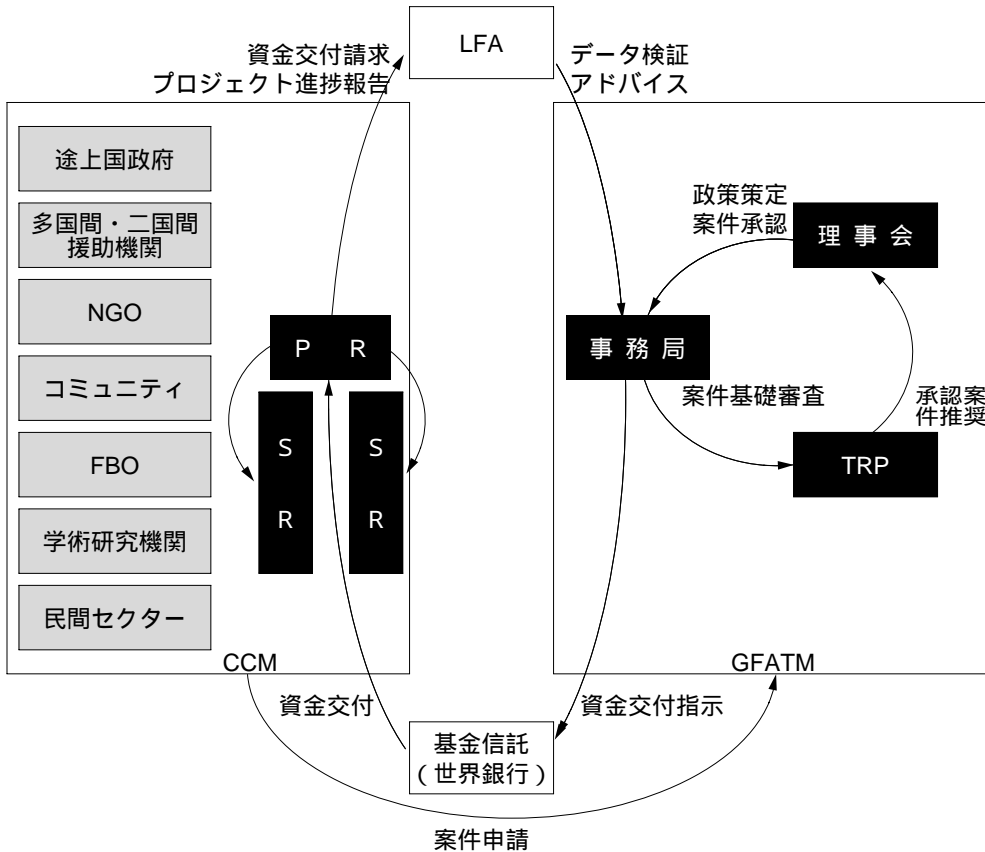 LFA
資金交付請求
プロジェクト進捗報告
データ検証
アドバイス
途上国政府
多国間・二国間
援助機関
NGO
コミュニティ
FBO
学術研究機関
民間セクター
P R
S
R
S
R
CCM
政策策定
案件承認
理 事 会
事 務 局
案件基礎審査
承認案
件推奨
TRP
GFATM
資金交付
資金交付指示
基金信託
（世界銀行）
案件申請